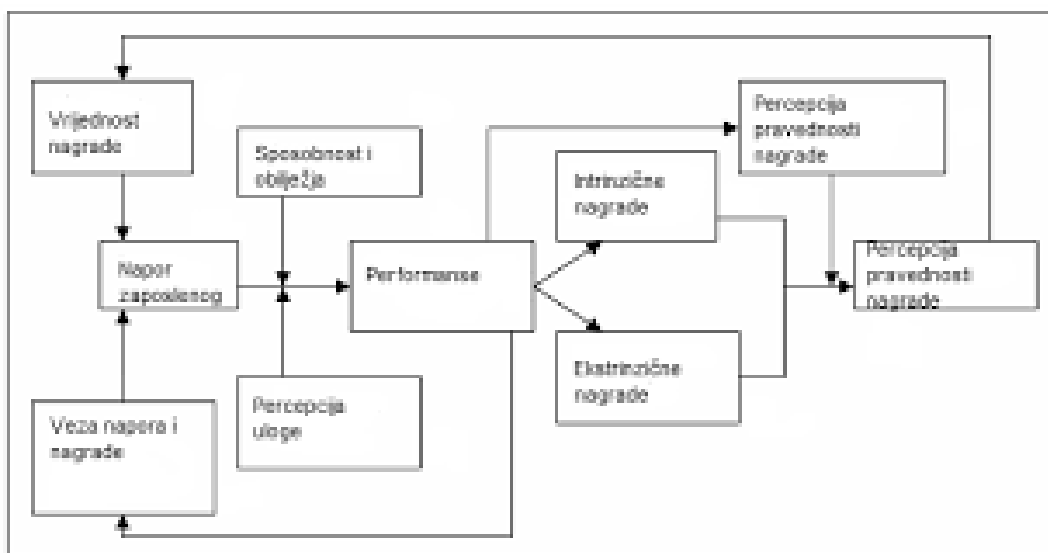 Vrijednost
nagrade
Sposobnost i
obilježja
Napor
zaposlenog
Performanse
Percepcija
uloge
Veza napora i
nagrade
Intrinzične
nagrade
Ekstrinzične
nagrade
Percepcija
pravednosti
nagrade
Percepcija
pravednosti
nagrade